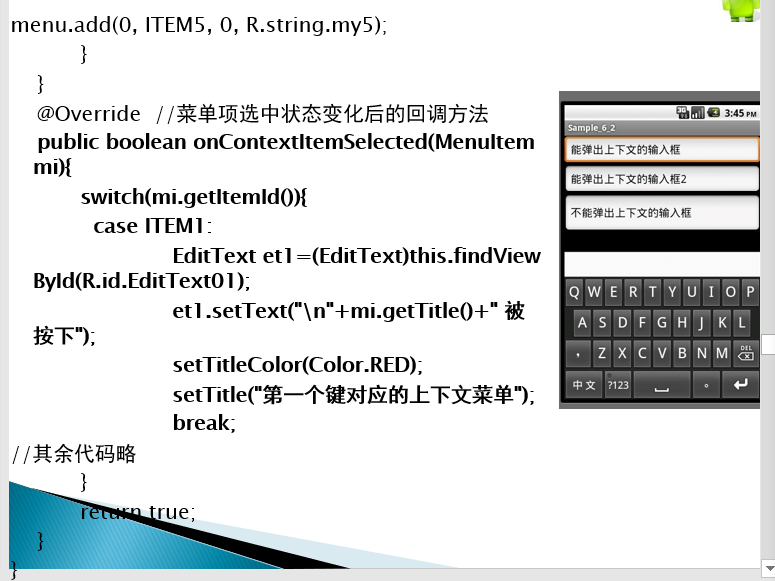 menu.add(0, ITEM5, 0, R.string.my5);
}
}
@Override //菜单项选中状态变化后的回调方法
public boolean onContextItemSelected(MenuItem
mi){
switch(mi.getItemId()){
case ITEM1:
EditText et1=(EditText)this.findView
ById(R.id.EditText01);
et1.setText("\n"+mi.getTitle()+" 被
按下");
setTitleColor(Color.RED);
setTitle("第一个键对应的上下文菜单");
break;
//其余代码略
}
return true;
}
}
3G 3:45 PM
Sample_6_2
能弹出上下文的输入框
能弹出上下文的输入框2
不能弹出上下文的输入框
Q W E R T Y U I O P
A S D F G H J K L
, Z X C V B N M DEL
中文 ?123 。